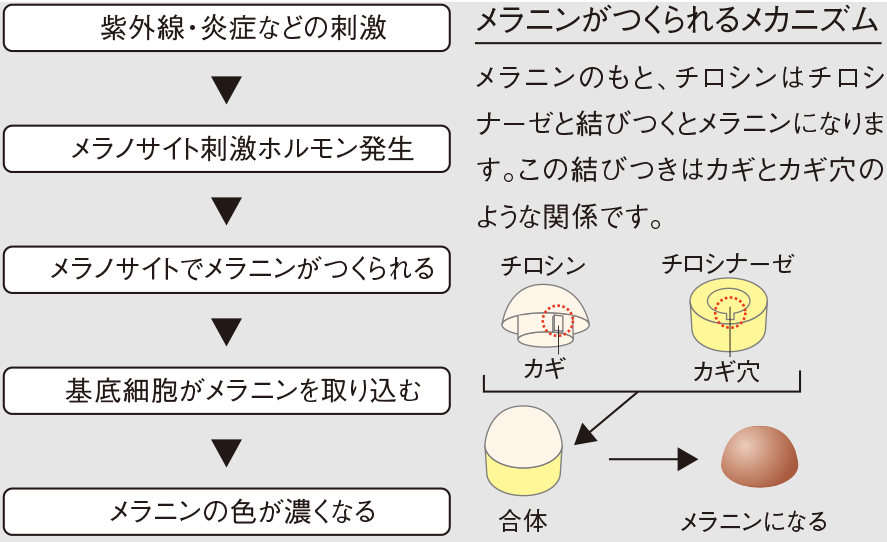 紫外線・炎症などの刺激
メラノサイト刺激ホルモン発生
メラノサイトでメラニンがつくられる
基底細胞がメラニンを取り込む
メラニンの色が濃くなる
メラニンがつくられるメカニズム
メラニンのもと、チロシンはチロシ
ナーゼと結びつくとメラニンになりま
す。この結びつきはカギとカギ穴の
ような関係です。
チロシン
チロシナーゼ
カギ
カギ穴
合体
メラニンになる